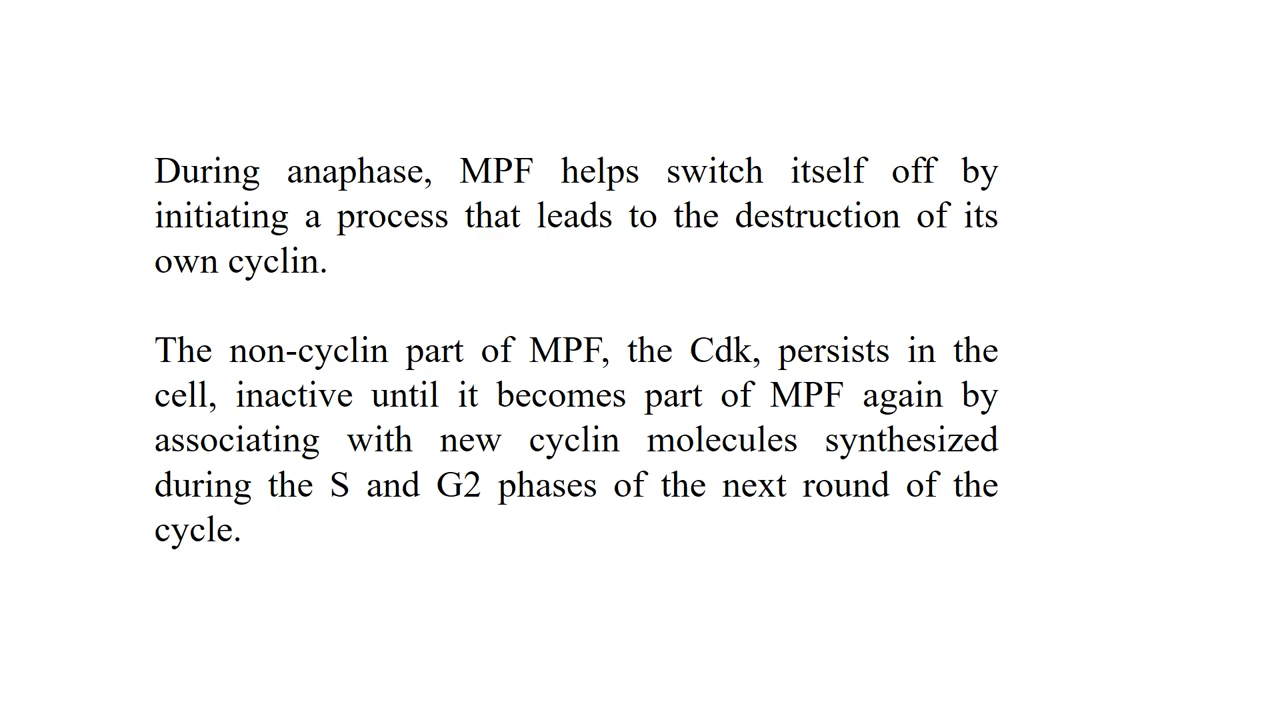 During anaphase, MPF helps switch itself off by
initiating a process that leads to the destruction of its
own cyclin.
The non-cyclin part of MPF, the Cdk, persists in the
cell, inactive until it becomes part of MPF again by
associating with new cyclin molecules synthesized
during the S and G2 phases of the next round of the
cycle.